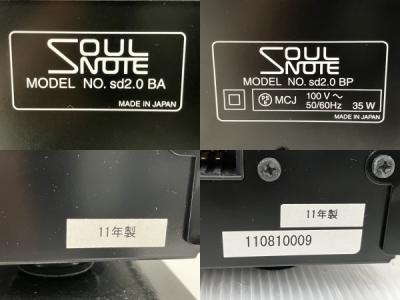 SOUL
NOTE
MODEL NO. sd2.0 BA
MADE IN JAPAN
SOUL
NOTE
MODEL NO. sd2.0 BP
MCJ 100 V ～
50/60Hz 35 W
MADE IN JAPAN
11年製
11年製
110810009